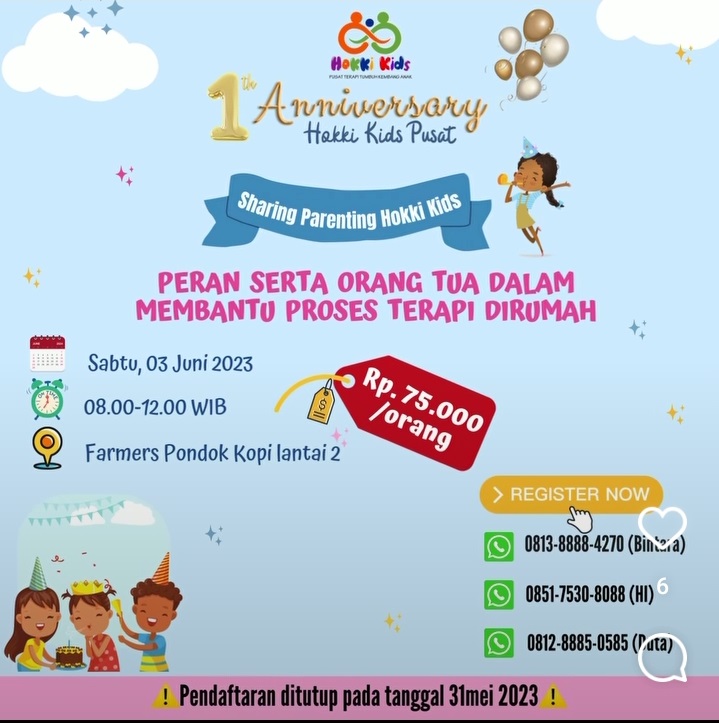 Hokki Kids
PUSAT TERAPI TUMBUH KEMBANG ANAK
1th Anniversary
Hokki Kids Pusat
Sharing Parenting Hokki Kids
PERAN SERTA ORANG TUA DALAM
MEMBANTU PROSES TERAPI DIRUMAH
Sabtu, 03 Juni 2023
08.00-12.00 WIB
Farmers Pondok Kopi lantai 2
Rp. 75.000
/orang
$
> REGISTER NOW
0813-8888-4270 (Bintara)
0851-7530-8088 (HI)
6
0812-8885-0585 (Duta)
Pendaftaran ditutup pada tanggal 31mei 2023